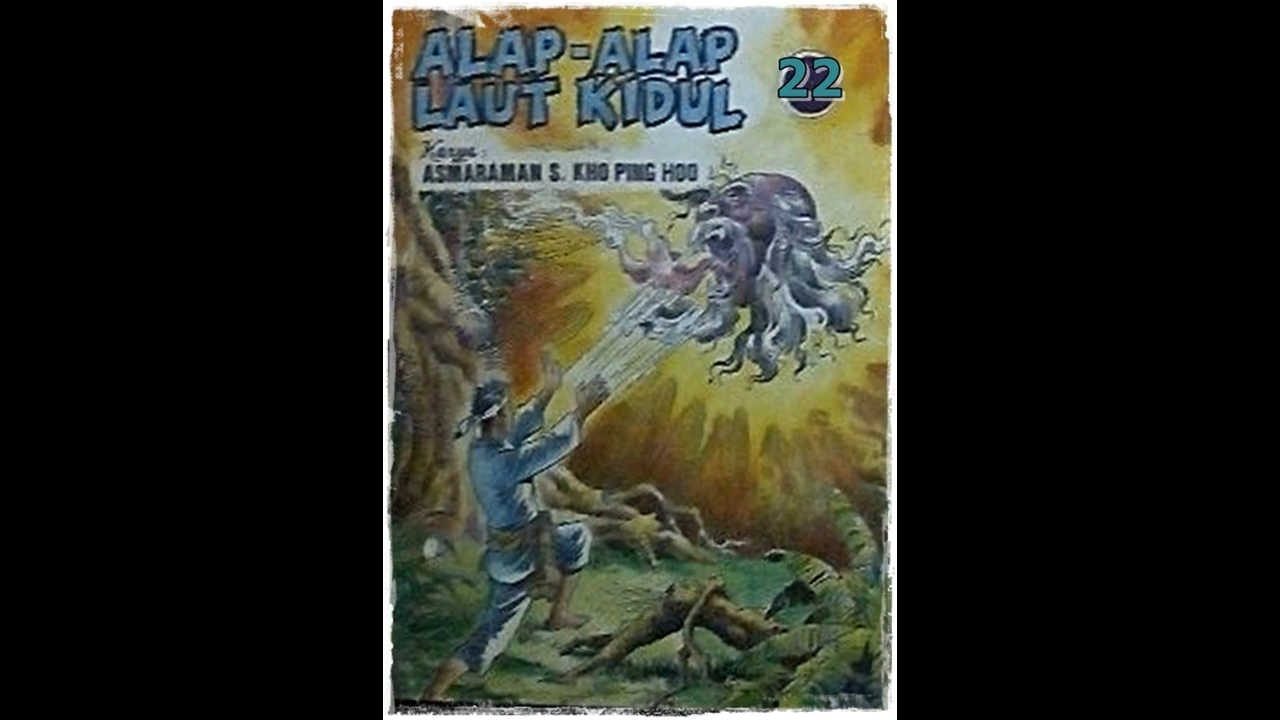 ALAP-ALAP
LAUT KIDUL
22
Karya :
ASMARAMAN S. KHO PING HOO